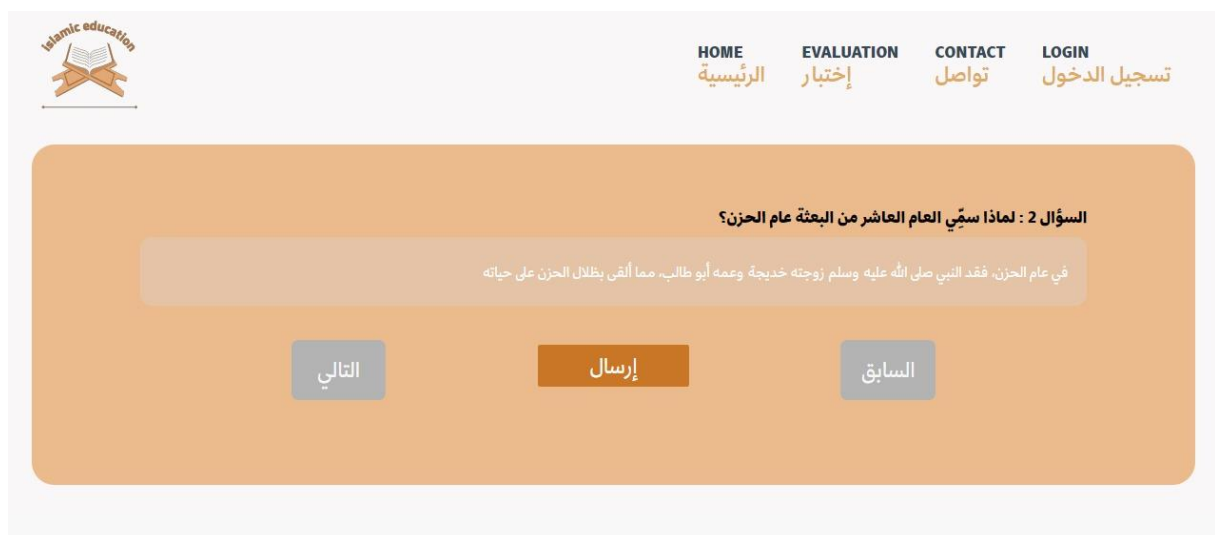 islamic education
HOME EVALUATION CONTACT LOGIN
الرئيسية إختبار تواصل تسجيل الدخول
السؤال 2 : لماذا سمِّي العام العاشر من البعثة عام الحزن؟
في عام الحزن، فقد النبي صلى الله عليه وسلم زوجته خديجة وعمه أبو طالب، مما ألقى بظلال الحزن على حياته
السابق إرسال التالي